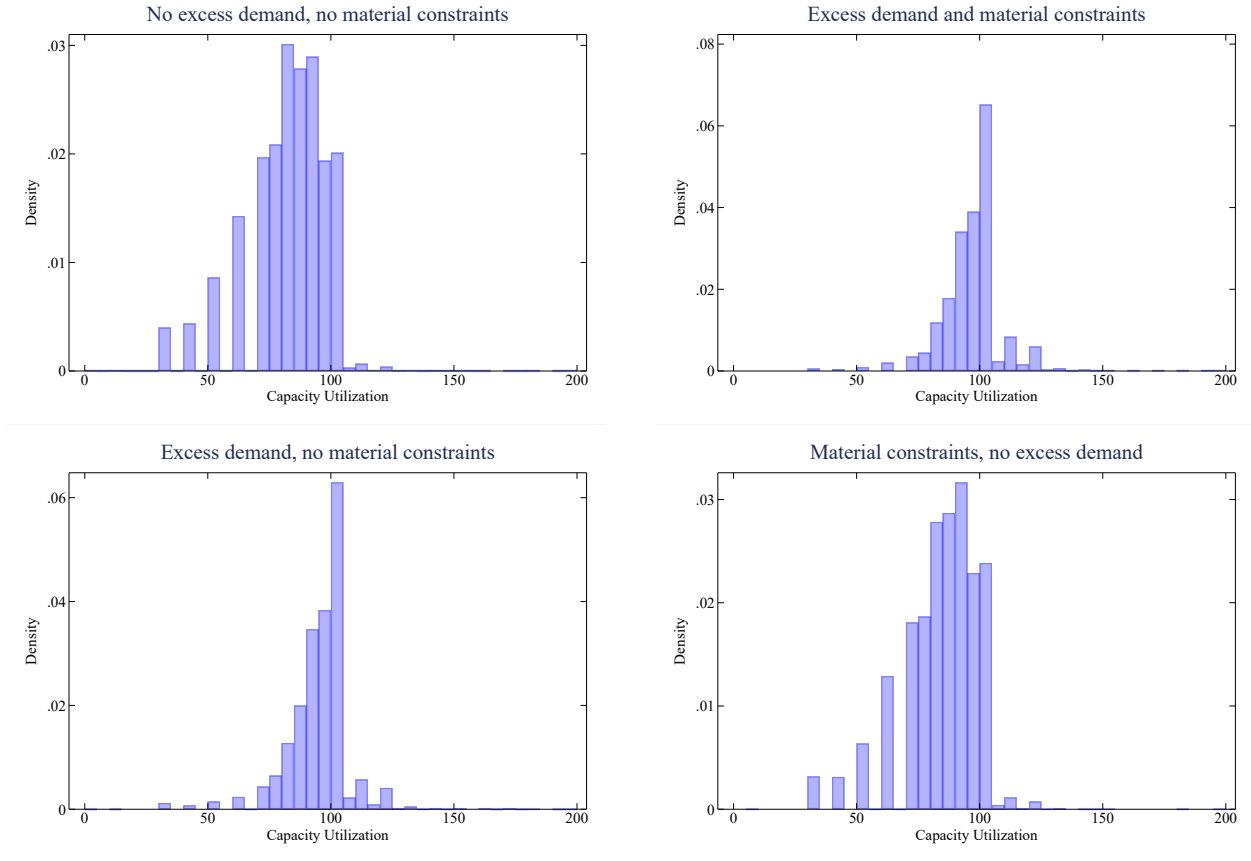 No excess demand, no material constraints
.03
.02
.01
0
Density
0 50 100 150 200
Capacity Utilization
Excess demand and material constraints
.08
.06
.04
.02
0
Density
0 50 100 150 200
Capacity Utilization
Excess demand, no material constraints
.06
.04
.02
0
Density
0 50 100 150 200
Capacity Utilization
Material constraints, no excess demand
.03
.02
.01
0
Density
0 50 100 150 200
Capacity Utilization